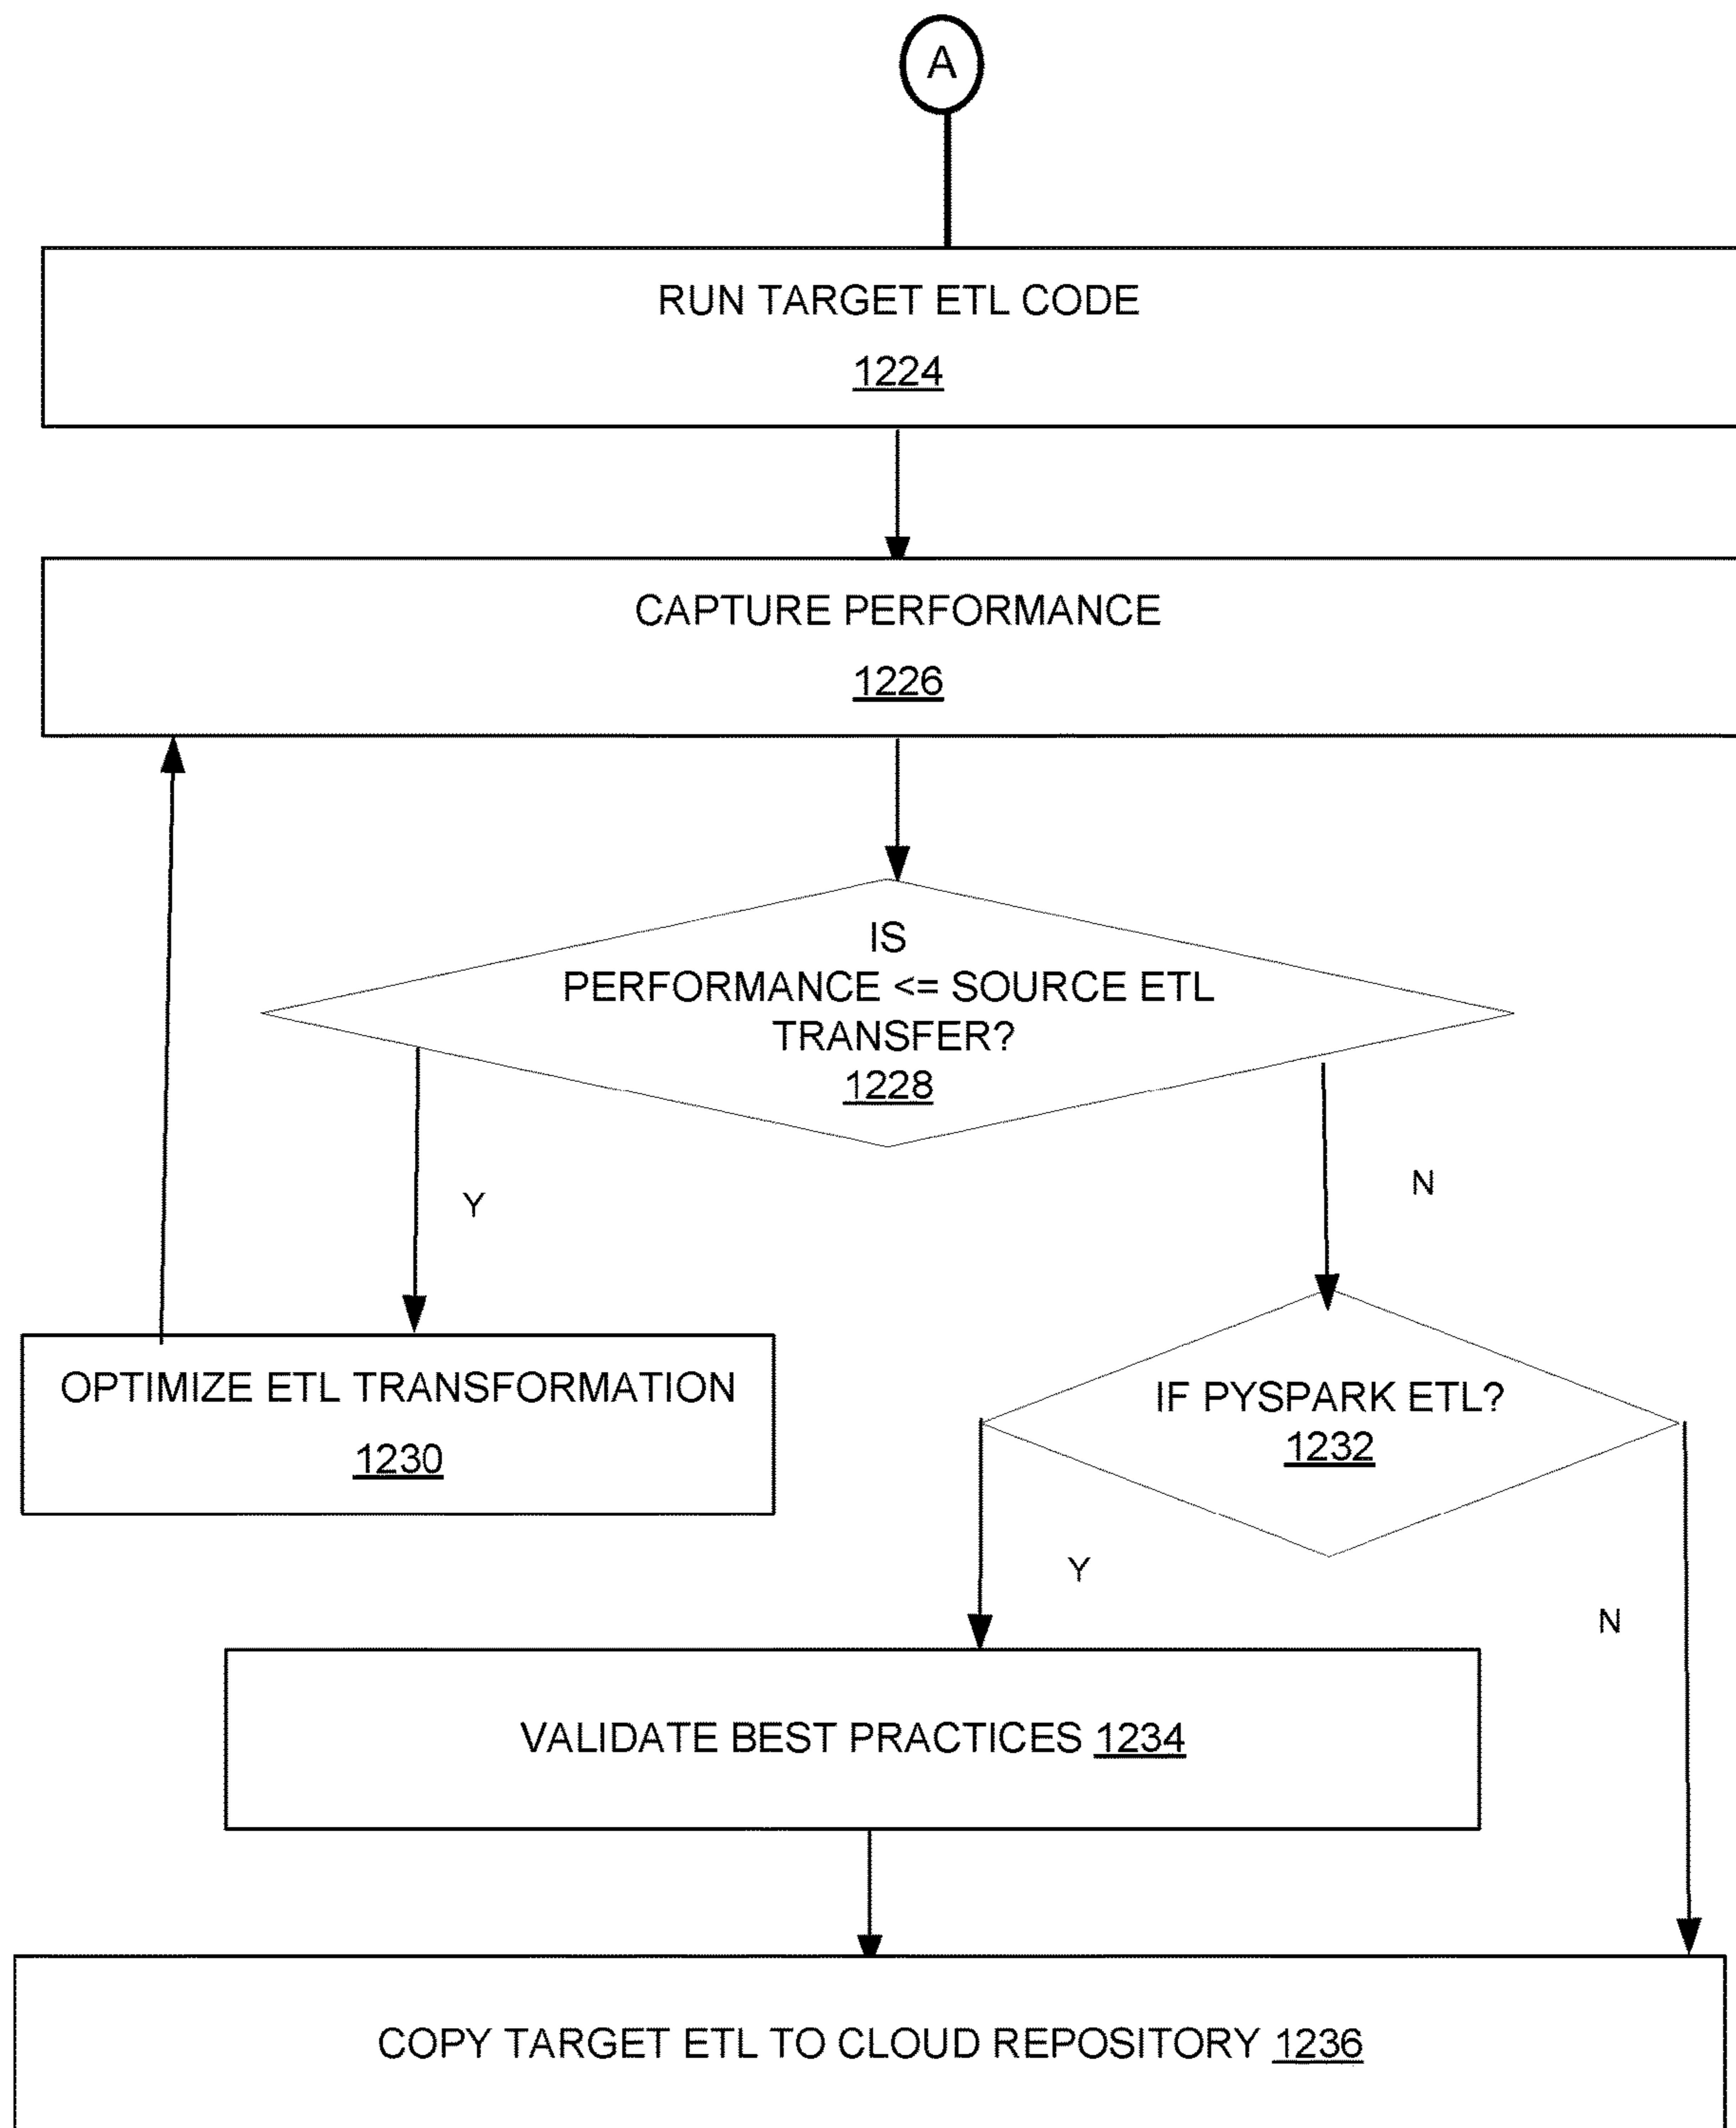 A
RUN TARGET ETL CODE
1224
CAPTURE PERFORMANCE
1226
IS
PERFORMANCE <= SOURCE ETL
TRANSFER?
1228
Y
N
OPTIMIZE ETL TRANSFORMATION
1230
IF PYSPARK ETL?
1232
Y
N
VALIDATE BEST PRACTICES 1234
COPY TARGET ETL TO CLOUD REPOSITORY 1236